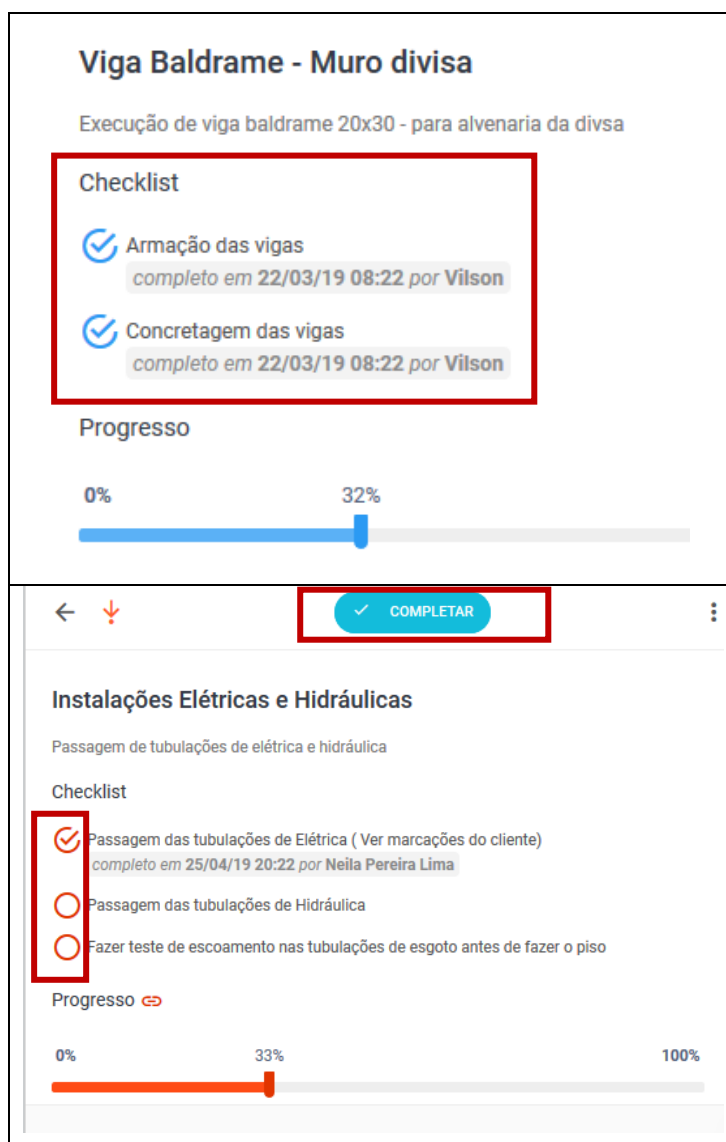 Viga Baldrame - Muro divisa
Execução de viga baldrame 20x30 - para alvenaria da divsa
Checklist
Armação das vigas
completo em 22/03/19 08:22 por Vilson
Concretagem das vigas
completo em 22/03/19 08:22 por Vilson
Progresso
0% 32%
COMPLETAR
Instalações Elétricas e Hidráulicas
Passagem de tubulações de elétrica e hidráulica
Checklist
Passagem das tubulações de Elétrica ( Ver marcações do cliente)
completo em 25/04/19 20:22 por Neila Pereira Lima
Passagem das tubulações de Hidráulica
Fazer teste de escoamento nas tubulações de esgoto antes de fazer o piso
Progresso
0% 33% 100%